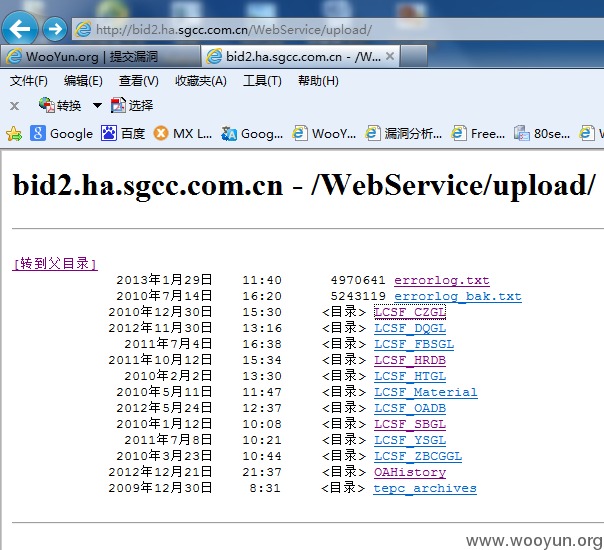 http://bid2.ha.sgcc.com.cn/WebService/upload/
WooYun.org | 提交漏洞
bid2.ha.sgcc.com.cn - /W...
文件(F) 编辑(E) 查看(V) 收藏夹(A) 工具(T) 帮助(H)
转换 选择
Google 百度 MX L... Goog... WooY... 漏洞分析... Free... 80se...
bid2.ha.sgcc.com.cn - /WebService/upload/
[转到父目录]
2013年1月29日 11:40 4970641 errorlog.txt
2010年7月14日 16:20 5243119 errorlog_bak.txt
2010年12月30日 15:30 <目录> LCSF_CZGL
2012年11月30日 13:16 <目录> LCSF_DQGL
2011年7月4日 16:38 <目录> LCSF_FBSGL
2011年10月12日 15:34 <目录> LCSF_HRDB
2010年2月2日 13:30 <目录> LCSF_HTGL
2010年5月11日 11:47 <目录> LCSF_Material
2012年5月24日 12:37 <目录> LCSF_OADB
2010年1月12日 10:08 <目录> LCSF_SBGL
2011年7月8日 10:21 <目录> LCSF_YSGL
2010年3月23日 10:44 <目录> LCSF_ZBCGGL
2012年12月21日 21:37 <目录> OAHistory
2009年12月30日 8:31 <目录> tepc_archives
www.wooyun.org